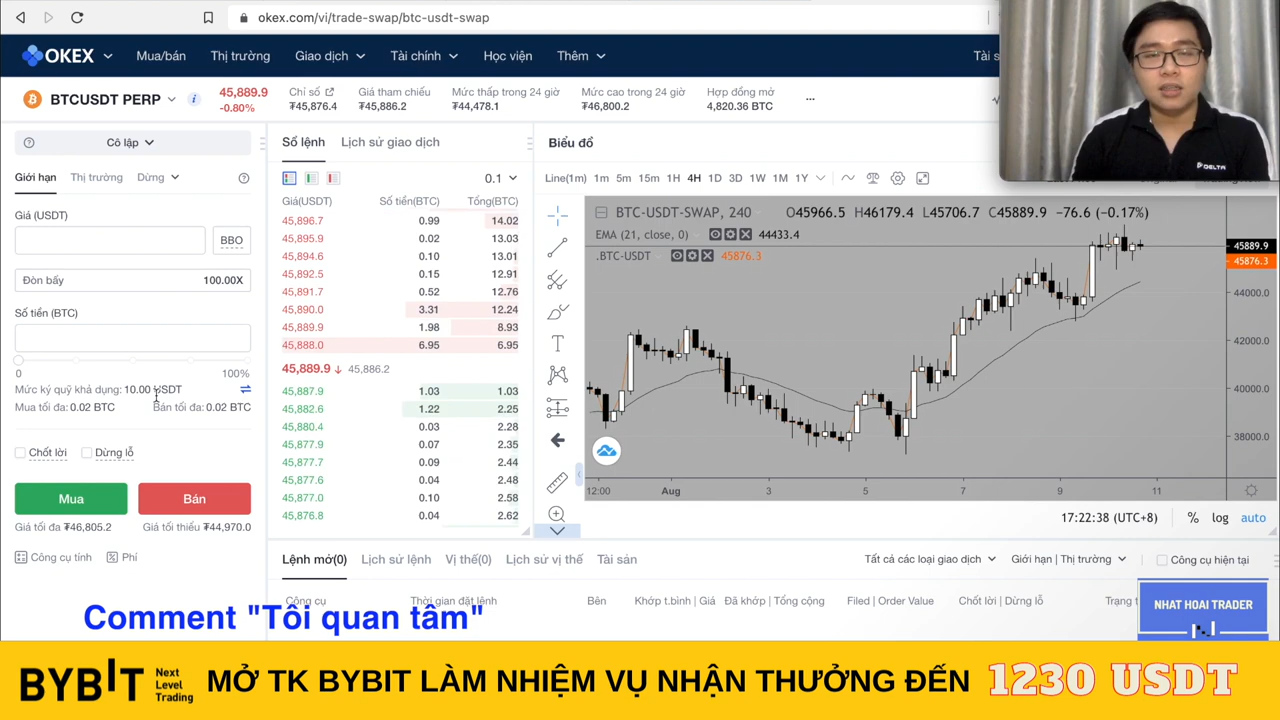 okex.com/vi/trade-swap/btc-usdt-swap
OKEX Mua/bán Thị trường Giao dịch Tài chính Học viện Thêm
BTCUSDT PERP i 45,889.9 -0.80%
Chỉ số ₮45,876.4
Giá tham chiếu ₮45,886.2
Mức thấp trong 24 giờ ₮44,478.1
Mức cao trong 24 giờ ₮46,800.2
Hợp đồng mở 4,820.36 BTC
...
Cô lập
Giới hạn Thị trường Dừng
Giá (USDT)
BBO
Đòn bẩy 100.00X
Số tiền (BTC)
0 100%
Mức ký quỹ khả dụng: 10.00 USDT
Mua tối đa: 0.02 BTC Bán tối đa: 0.02 BTC
Chốt lời Dừng lỗ
Mua Bán
Giá tối đa ₮46,805.2 Giá tối thiểu ₮44,970.0
Công cụ tính Phí
Sổ lệnh Lịch sử giao dịch
0.1
Giá(USDT) Số tiền(BTC) Tổng(BTC)
45,896.7 0.99 14.02
45,895.9 0.02 13.03
45,894.6 0.10 13.01
45,892.5 0.15 12.91
45,891.7 0.52 12.76
45,890.0 3.31 12.24
45,889.9 1.98 8.93
45,888.0 6.95 6.95
45,889.9 45,886.2
45,887.9 1.03 1.03
45,882.6 1.22 2.25
45,880.4 0.03 2.28
45,877.9 0.07 2.35
45,877.7 0.09 2.44
45,877.6 0.04 2.48
45,877.0 0.10 2.58
45,876.8 0.04 2.62
Biểu đồ
Line(1m) 1m 5m 15m 1H 4H 1D 3D 1W 1M 1Y
BTC-USDT-SWAP, 240 O45966.5 H46179.4 L45706.7 C45889.9 −76.6 (−0.17%)
EMA (21, close, 0) 44433.4
.BTC-USDT 45876.3
45889.9
45876.3
44000.0
42000.0
40000.0
38000.0
12:00 Aug 3 5 7 9 11
17:22:38 (UTC+8) % log auto
Lệnh mở(0) Lịch sử lệnh Vị thế(0) Lịch sử vị thế Tài sản Tất cả các loại giao dịch Giới hạn | Thị trường Công cụ hiện tại
Công cụ Thời gian đặt lệnh Bên Khớp t.bình | Giá Đã khớp | Tổng cộng Filed | Order Value Chốt lời | Dừng lỗ
DELTA
NHAT HOAI TRADER
Comment "Tôi quan tâm"
BYBIT Next Level Trading
MỞ TK BYBIT LÀM NHIỆM VỤ NHẬN THƯỞNG ĐẾN 1230 USDT